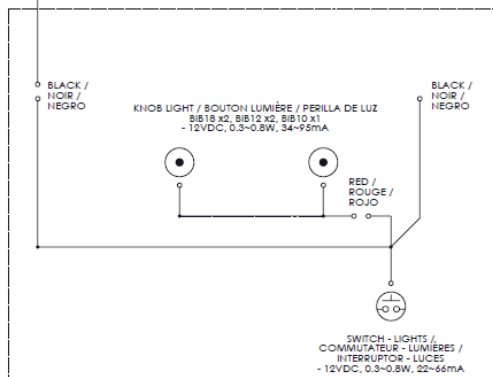 BLACK /
NOIR /
NEGRO
BLACK /
NOIR /
NEGRO
KNOB LIGHT / BOUTON LUMIÈRE / PERILLA DE LUZ
BIB18 x2, BIB12 x2, BIB10 x1
- 12VDC, 0.3~0.8W, 34~95mA
RED /
ROUGE /
ROJO
SWITCH - LIGHTS /
COMMUTATEUR - LUMIÈRES /
INTERRUPTOR - LUCES
- 12VDC, 0.3~0.8W, 22~66mA